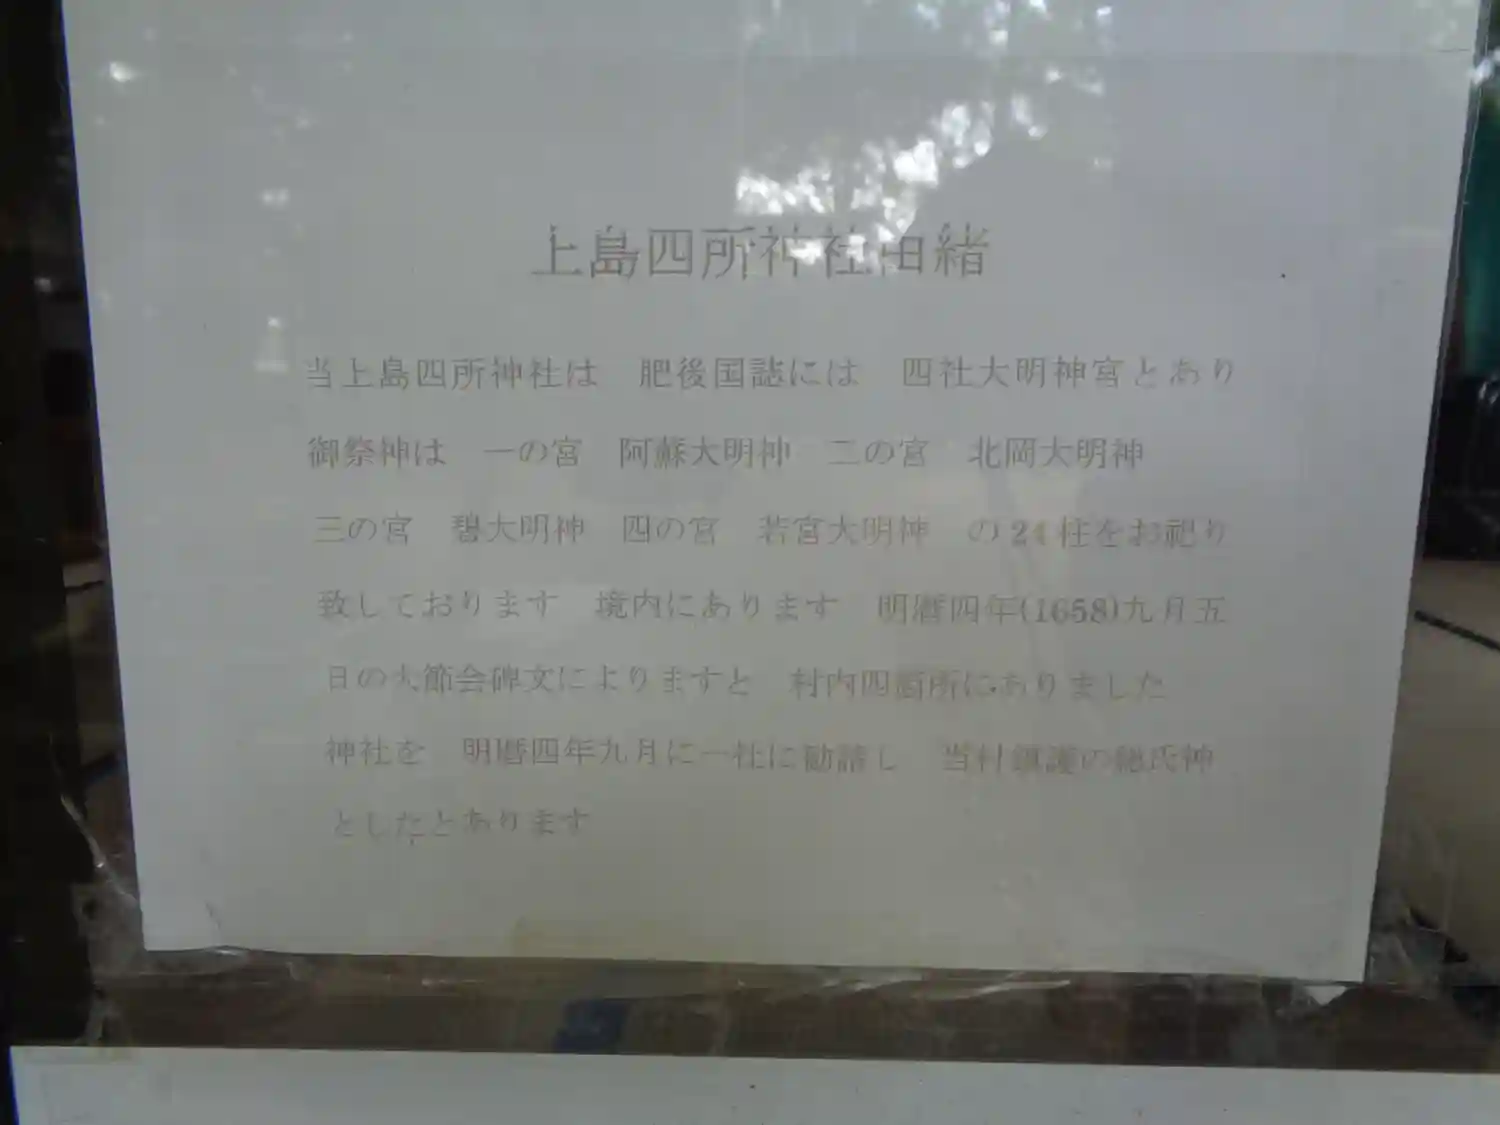 上島四所神社由緒
当上島四所神社は　肥後国誌には　四社大明神宮とあり
御祭神は　一の宮　阿蘇大明神　二の宮　北岡大明神
三の宮　碧大明神　四の宮　若宮大明神　の24柱をお祀り
致しております　境内にあります　明暦四年(1658)九月五
日の大節会碑文によりますと　村内四箇所にありました
神社を　明暦四年九月に一社に勧請し　当村鎮護の総氏神
としたとあります